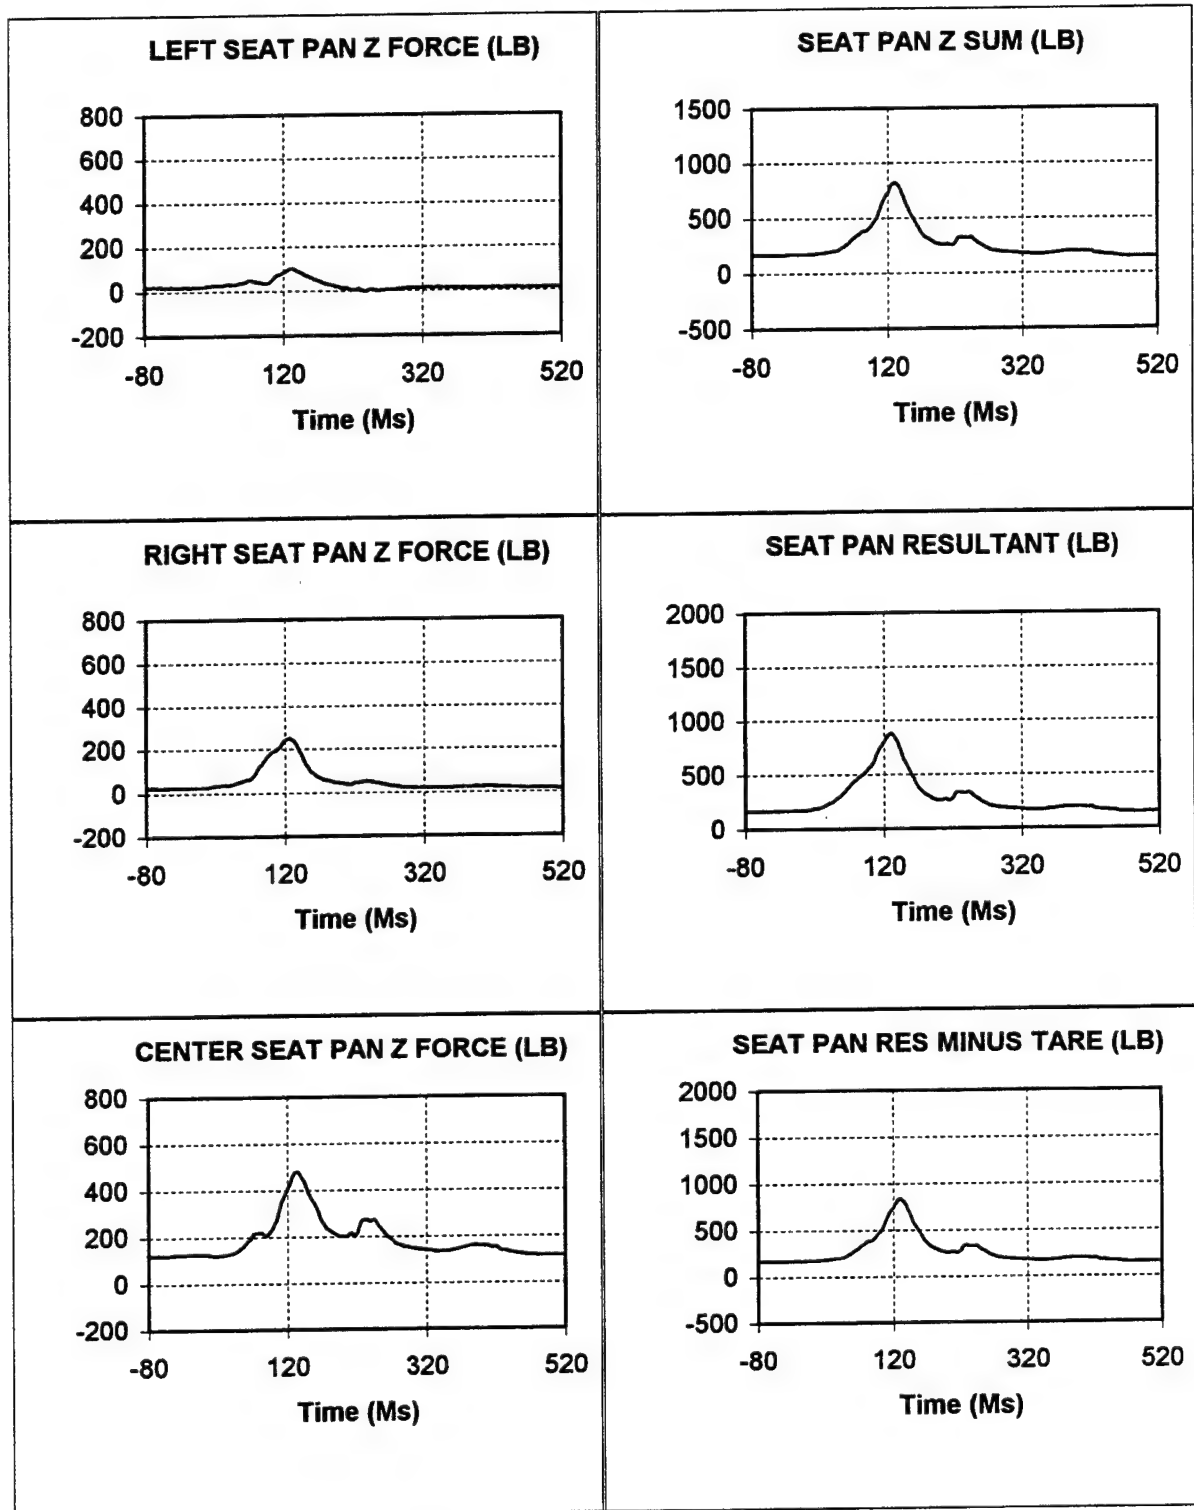 LEFT SEAT PAN Z FORCE (LB)
800
600
400
200
0
-200
-80 120 320 520
Time (Ms)
SEAT PAN Z SUM (LB)
1500
1000
500
0
-500
-80 120 320 520
Time (Ms)
RIGHT SEAT PAN Z FORCE (LB)
800
600
400
200
0
-200
-80 120 320 520
Time (Ms)
SEAT PAN RESULTANT (LB)
2000
1500
1000
500
0
-80 120 320 520
Time (Ms)
CENTER SEAT PAN Z FORCE (LB)
800
600
400
200
0
-200
-80 120 320 520
Time (Ms)
SEAT PAN RES MINUS TARE (LB)
2000
1500
1000
500
0
-500
-80 120 320 520
Time (Ms)